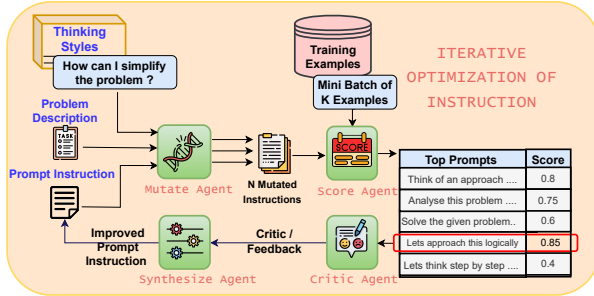 Thinking
Styles
How can I simplify
the problem ?
Training
Examples
Mini Batch of
K Examples
ITERATIVE
OPTIMIZATION OF
INSTRUCTION
Problem
Description
TASK
Prompt Instruction
Mutate Agent
N Mutated
Instructions
SCORE
Score Agent
Top Prompts Score
Think of an approach .... 0.8
Analyse this problem .... 0.75
Solve the given problem.. 0.6
Lets approach this logically 0.85
Lets think step by step .... 0.4
Improved
Prompt
Instruction
Synthesize Agent
Critic /
Feedback
Critic Agent